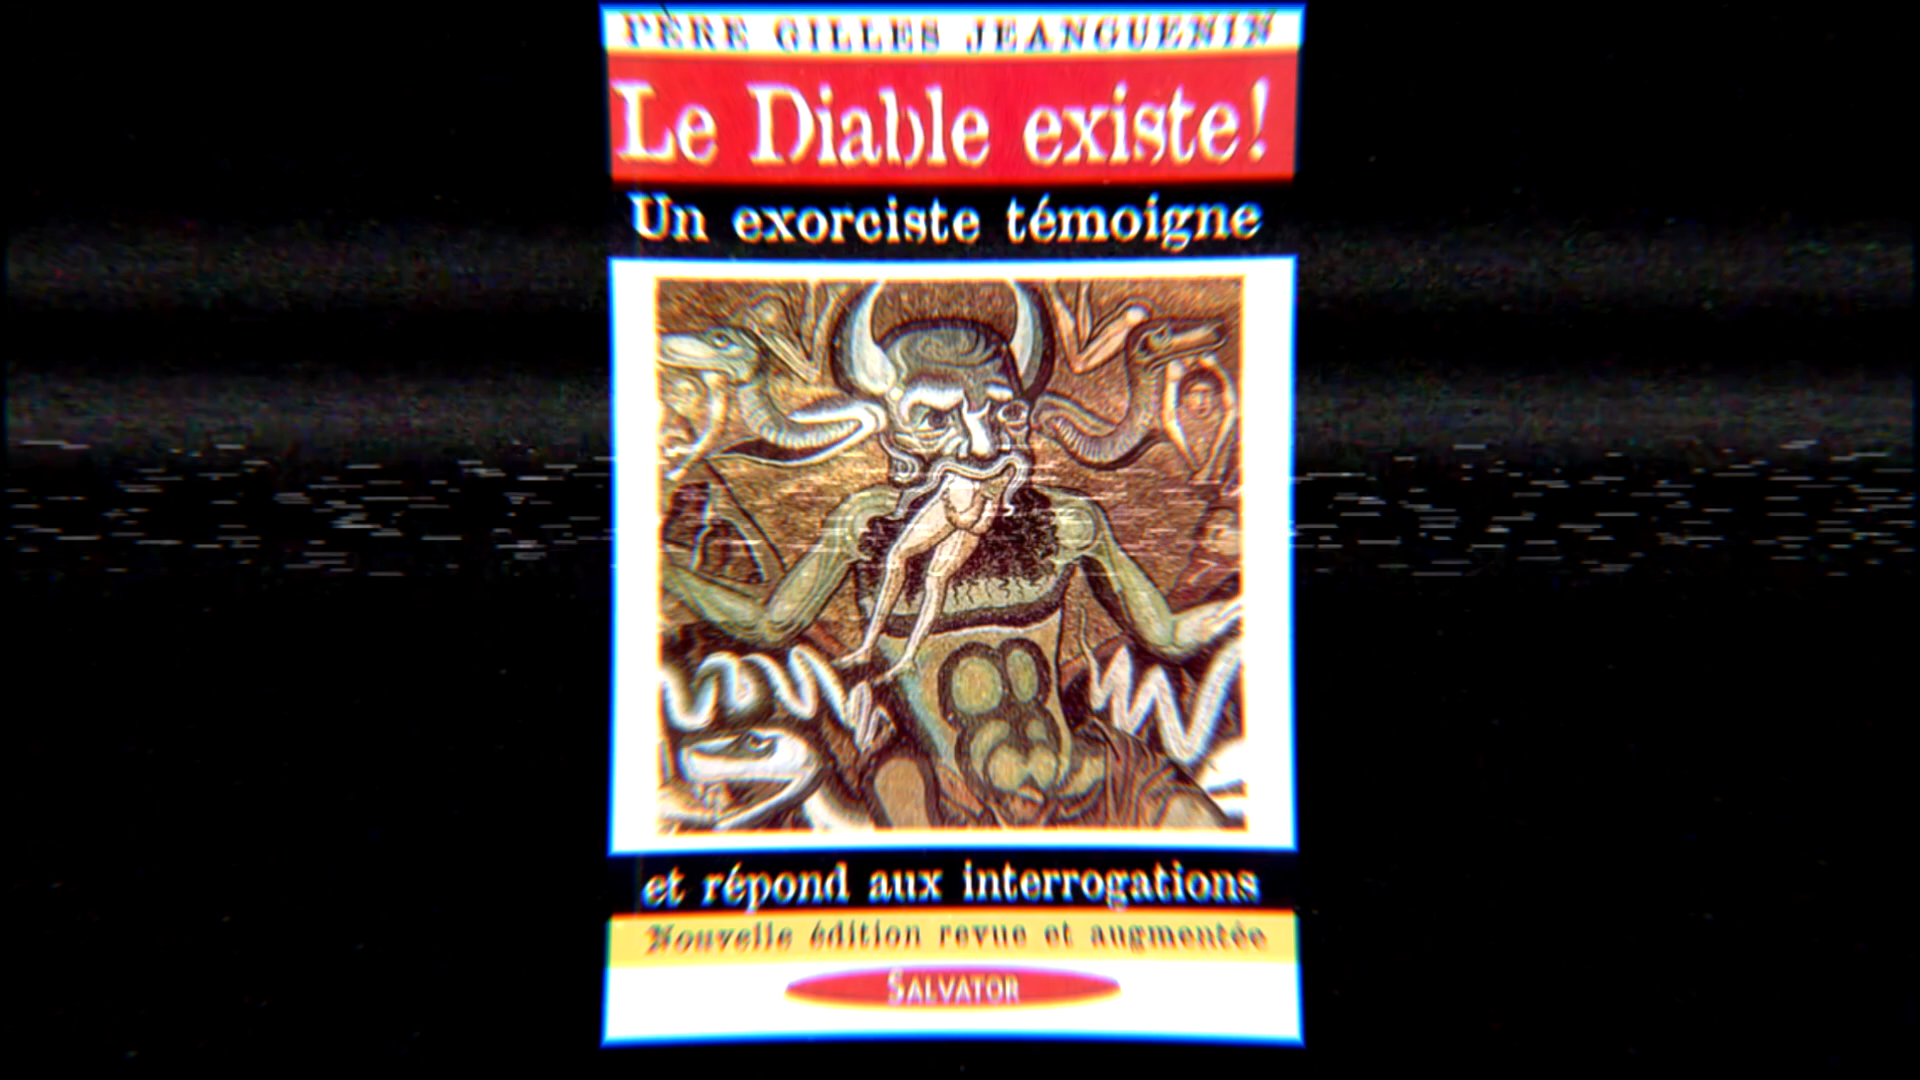 PÈRE GILLES JEANGUENIN
Le Diable existe!
Un exorciste témoigne
et répond aux interrogations
Nouvelle édition revue et augmentée
SALVATOR